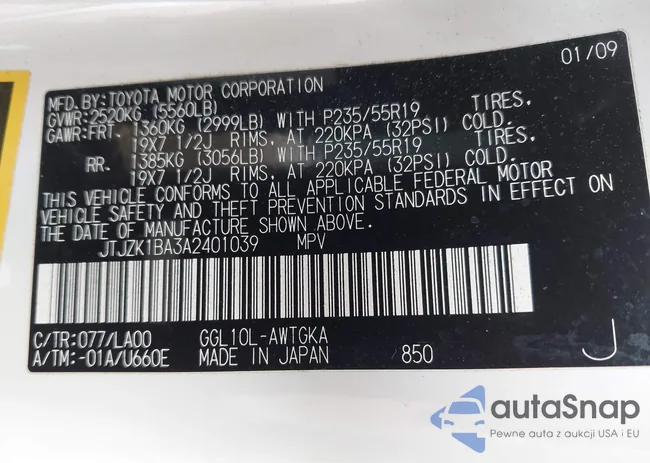 01/09
MFD.BY:TOYOTA MOTOR CORPORATION
GVWR:2520KG (5560LB)
GAWR:FRT. 1360KG (2999LB) WITH P235/55R19 TIRES,
19X7 1/2J RIMS, AT 220KPA (32PSI) COLD.
RR. 1385KG (3056LB) WITH P235/55R19 TIRES,
19X7 1/2J RIMS, AT 220KPA (32PSI) COLD.
THIS VEHICLE CONFORMS TO ALL APPLICABLE FEDERAL MOTOR
VEHICLE SAFETY AND THEFT PREVENTION STANDARDS IN EFFECT ON
THE DATE OF MANUFACTURE SHOWN ABOVE.
JTJZK1BA3A2401039 MPV
C/TR:077/LA00 GGL10L-AWTGKA
A/TM:-01A/U660E MADE IN JAPAN 850 J
autaSnap
Pewne auta z aukcji USA i EU